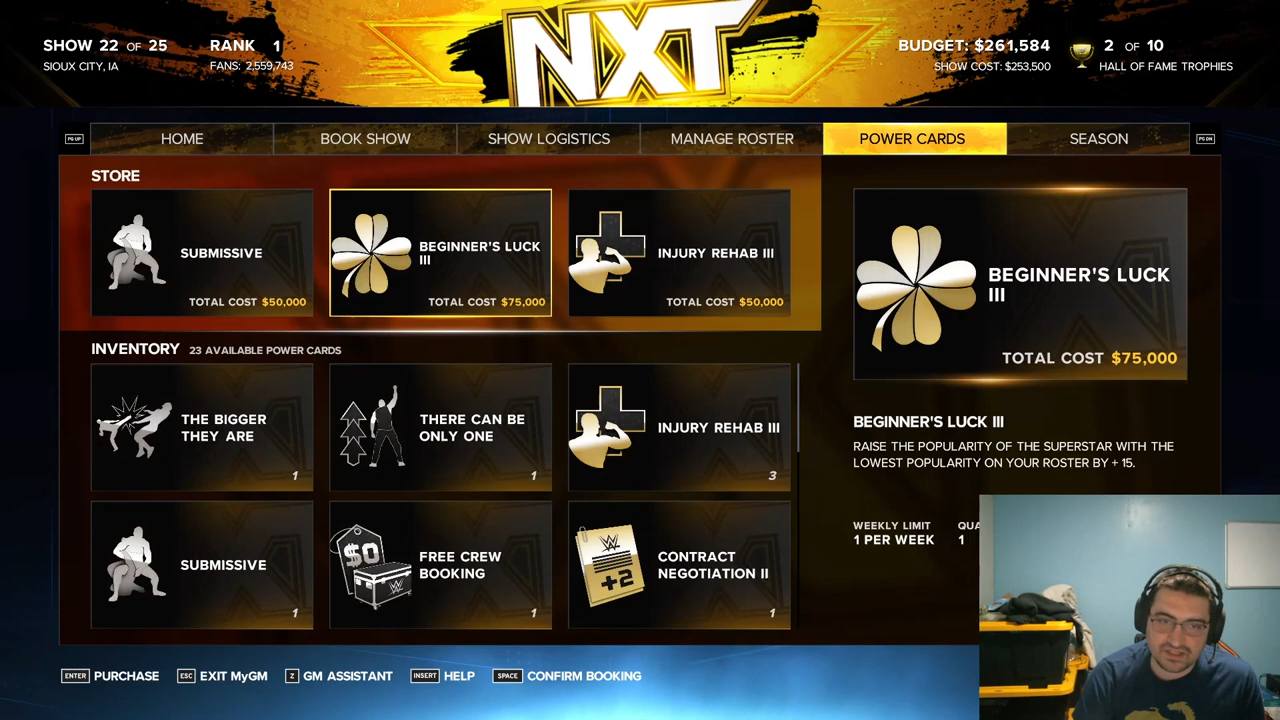 NXT
SHOW 22 OF 25
SIOUX CITY, IA
RANK 1
FANS: 2,559,743
BUDGET: $261,584
SHOW COST: $253,500
2 OF 10
HALL OF FAME TROPHIES
PG UP
HOME
BOOK SHOW
SHOW LOGISTICS
MANAGE ROSTER
POWER CARDS
SEASON
PG DN
STORE
SUBMISSIVE
TOTAL COST $50,000
BEGINNER'S LUCK
III
TOTAL COST $75,000
INJURY REHAB III
TOTAL COST $50,000
INVENTORY 23 AVAILABLE POWER CARDS
THE BIGGER
THEY ARE
1
THERE CAN BE
ONLY ONE
1
INJURY REHAB III
3
SUBMISSIVE
1
$0
FREE CREW
BOOKING
1
W
+2
CONTRACT
NEGOTIATION II
1
BEGINNER'S LUCK
III
TOTAL COST $75,000
BEGINNER'S LUCK III
RAISE THE POPULARITY OF THE SUPERSTAR WITH THE
LOWEST POPULARITY ON YOUR ROSTER BY + 15.
WEEKLY LIMIT
1 PER WEEK
QUA
1
ENTER PURCHASE
ESC EXIT MyGM
Z GM ASSISTANT
INSERT HELP
SPACE CONFIRM BOOKING